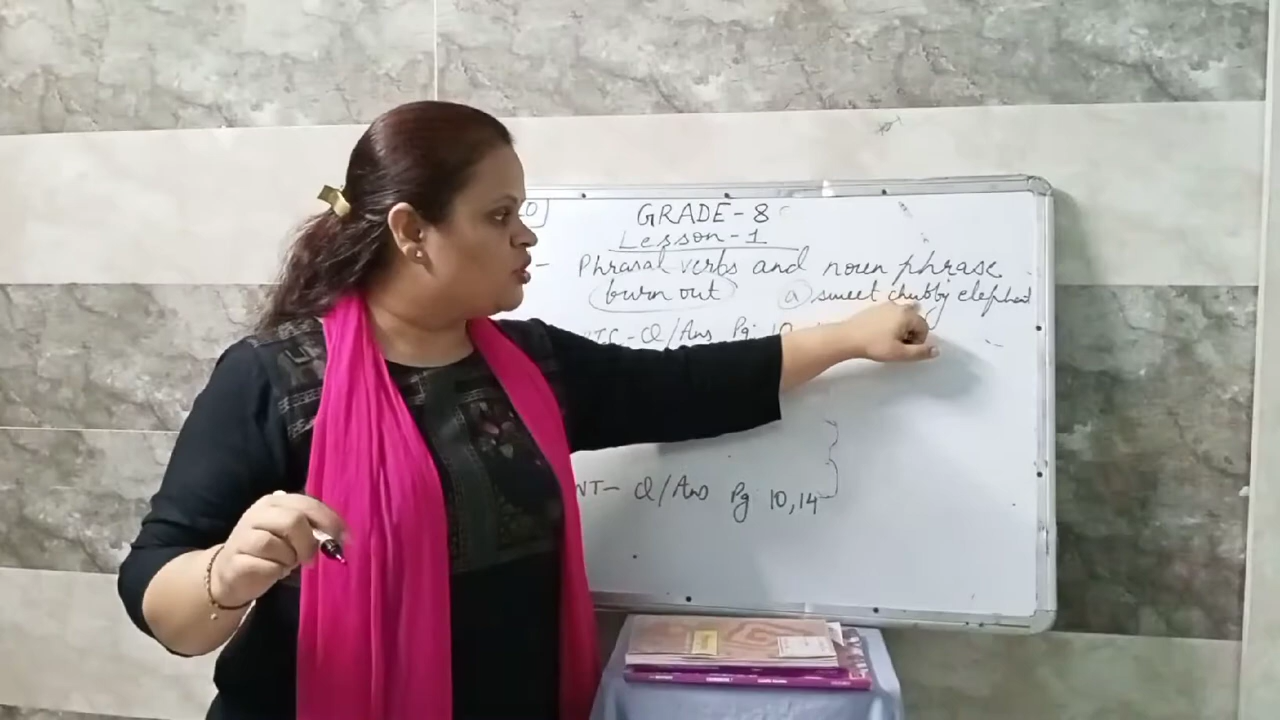 GRADE-8
Lesson-1
- Phrasal verbs and noun phrase
burn out a sweet chubby elephant
Q/Ans Pg 10
Q/Ans Pg 10,14